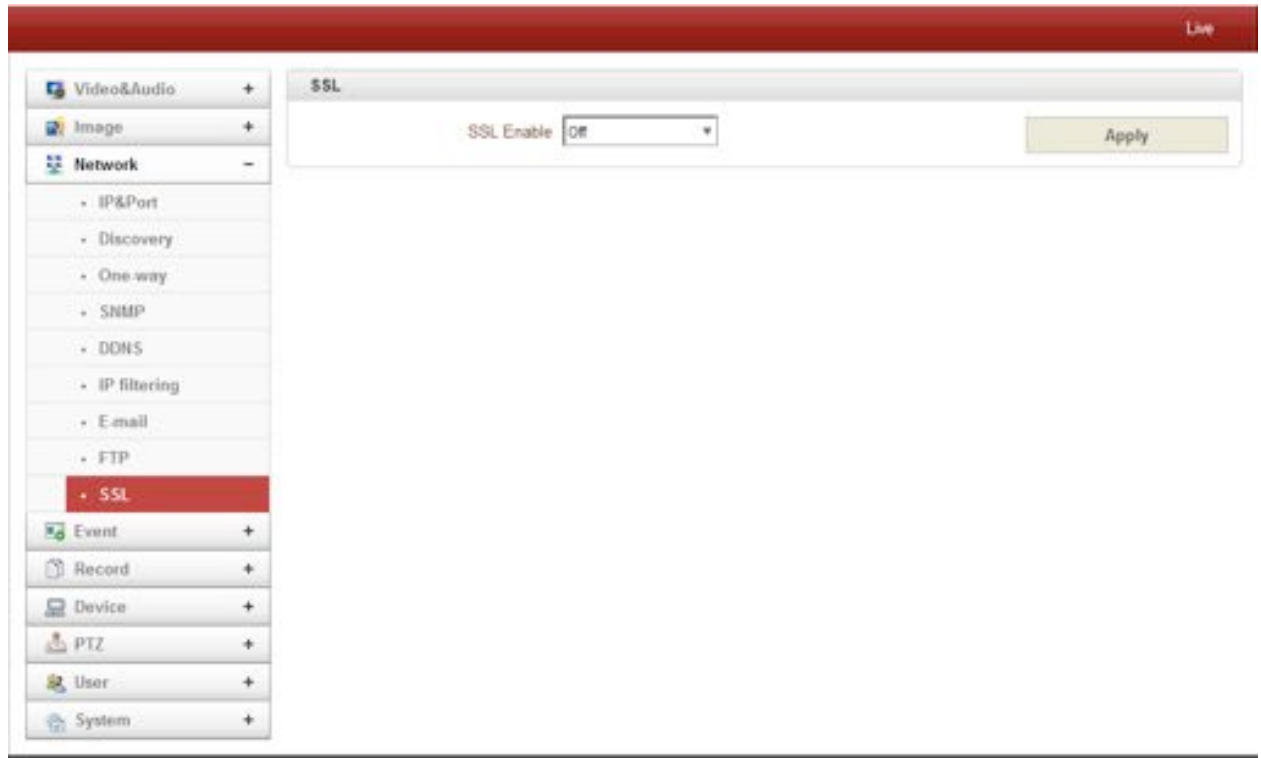 Live
Video&Audio +
Image +
Network -
IP&Port
Discovery
One-way
SNMP
DDNS
IP filtering
E-mail
FTP
SSL
Event +
Record +
Device +
PTZ +
User +
System +
SSL
SSL Enable Off
Apply